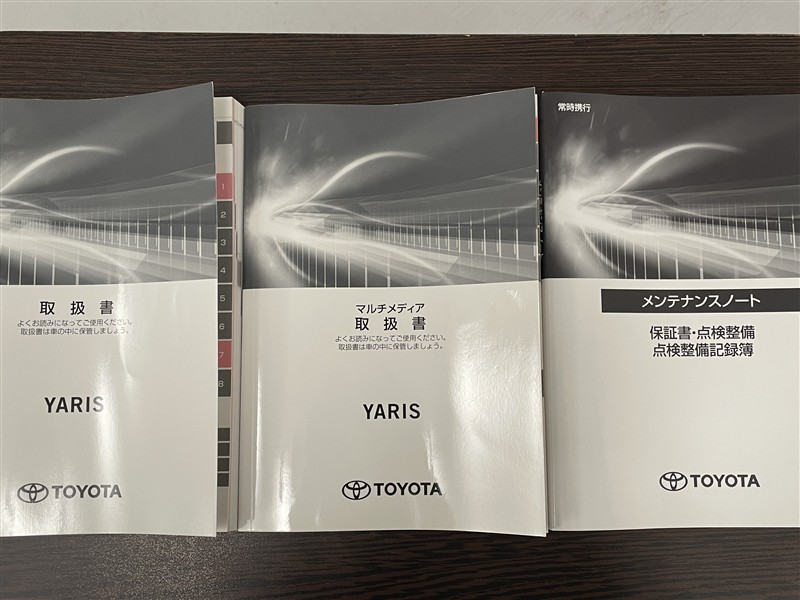 取扱書
よくお読みになってご使用ください。
取扱書は車の中に保管しましょう。
YARIS
TOYOTA
1
2
3
4
5
6
7
8
マルチメディア
取扱書
よくお読みになってご使用ください。
取扱書は車の中に保管しましょう。
YARIS
TOYOTA
常時携行
メンテナンスノート
保証書・点検整備
点検整備記録簿
TOYOTA